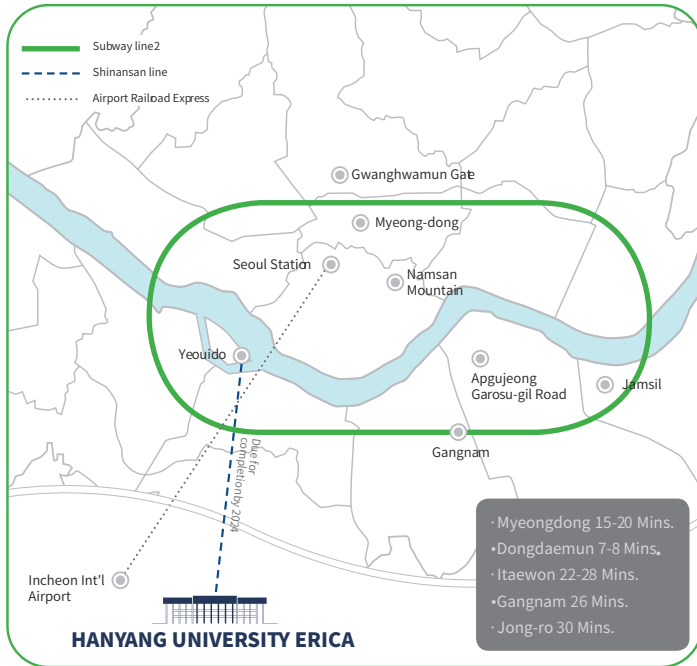 Subway line2
Shinansan line
Airport Railroad Express
Gwanghwamun Gate
Myeong-dong
Seoul Station
Namsan
Mountain
Yeouido
Apgujeong
Garosu-gil Road
Jamsil
Gangnam
Due for
completionby 2024
Incheon Int'l
Airport
HANYANG UNIVERSITY ERICA
·Myeongdong 15-20 Mins.
•Dongdaemun 7-8 Mins.
·Itaewon 22-28 Mins.
•Gangnam 26 Mins.
·Jong-ro 30 Mins.